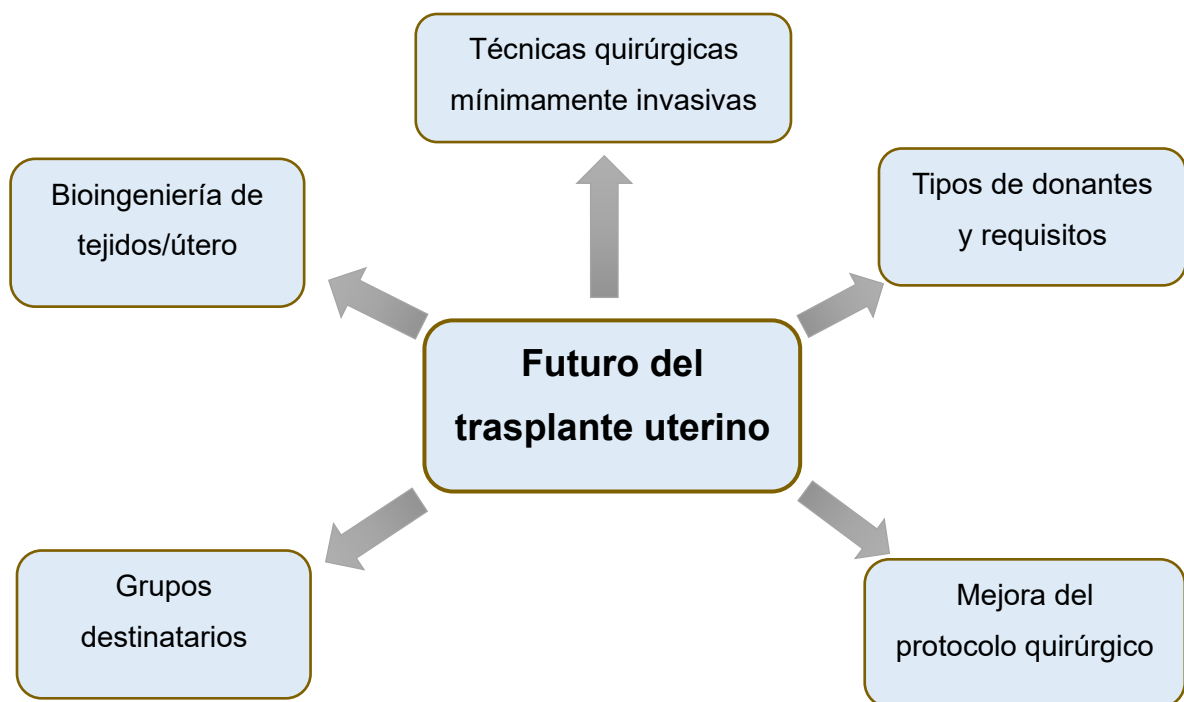 Técnicas quirúrgicas
mínimamente invasivas
Bioingeniería de
tejidos/útero
Tipos de donantes
y requisitos
Futuro del
trasplante uterino
Grupos
destinatarios
Mejora del
protocolo quirúrgico